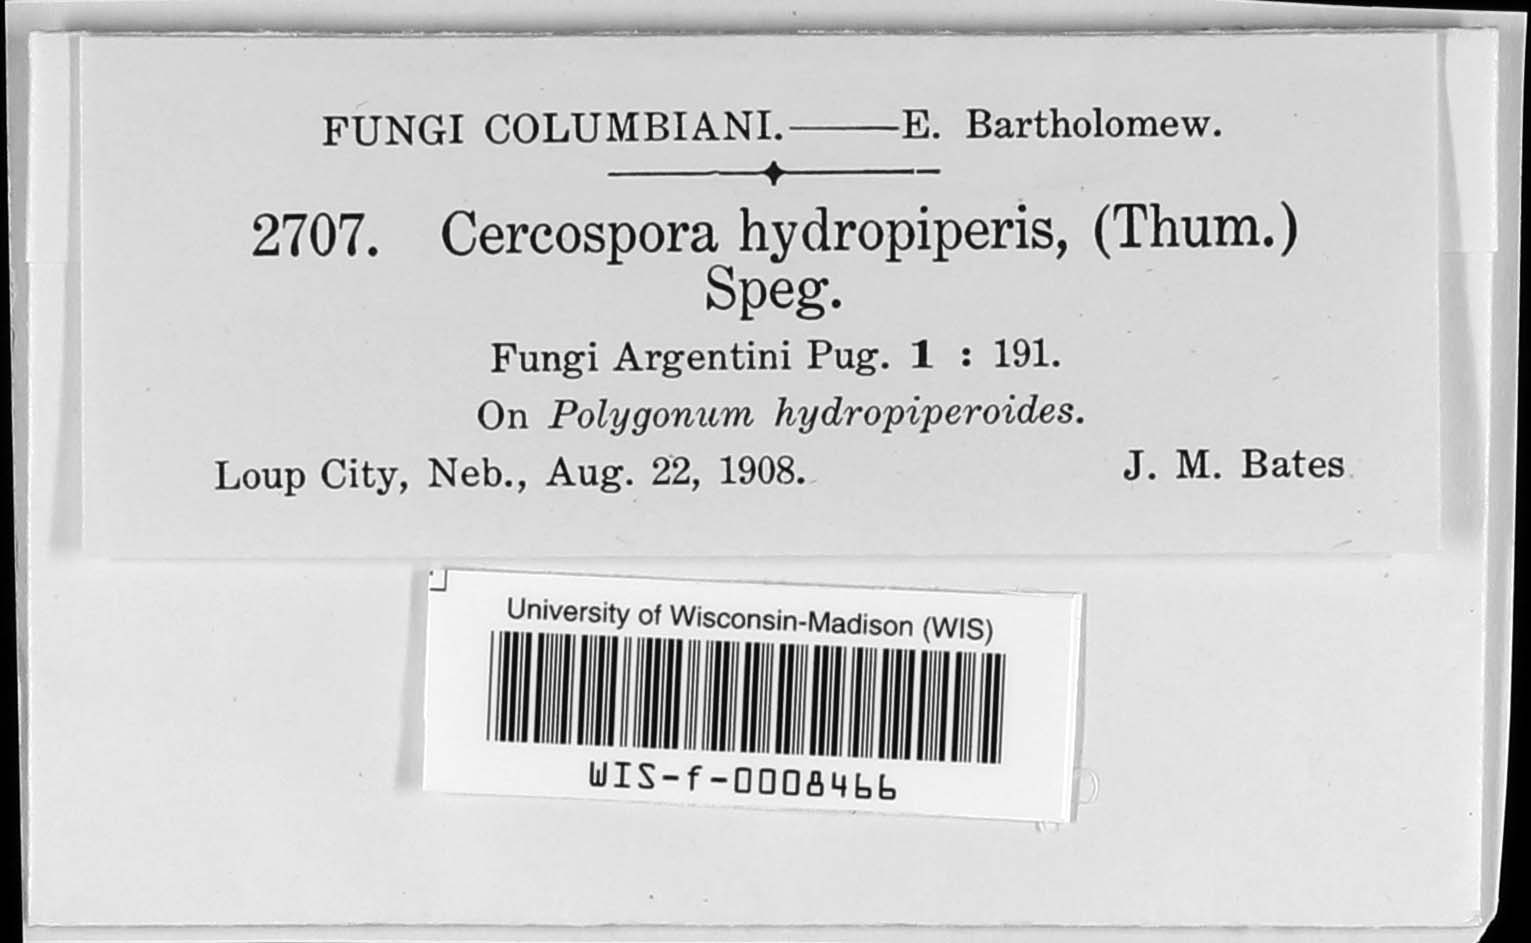 FUNGI COLUMBIANI.——E. Bartholomew.
2707. Cercospora hydropiperis, (Thum.)
Speg.
Fungi Argentini Pug. 1 : 191.
On Polygonum hydropiperoides.
Loup City, Neb., Aug. 22, 1908. J. M. Bates
University of Wisconsin-Madison (WIS)
WIS-f-0008466